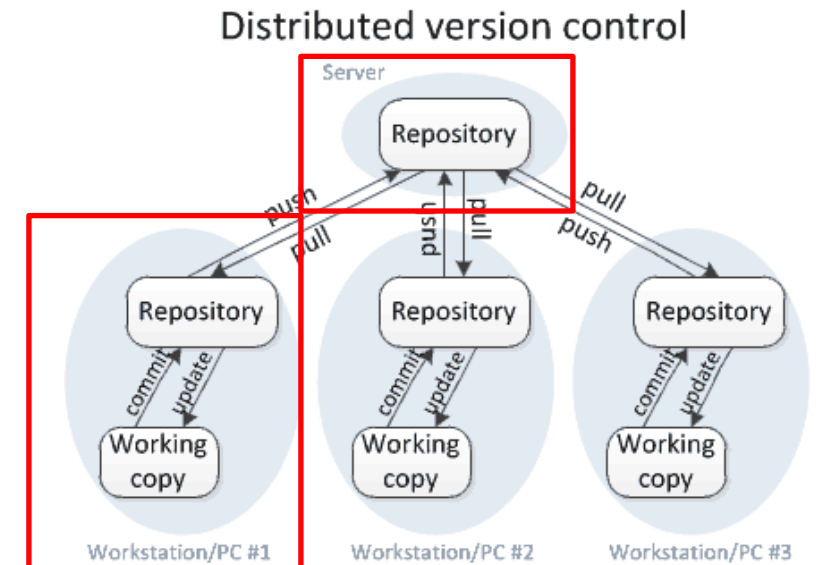 Distributed version control
Server
Repository
push
pull
push
pull
pull
push
Repository
Repository
Repository
commit
update
commit
update
commit
update
Working
copy
Working
copy
Working
copy
Workstation/PC #1
Workstation/PC #2
Workstation/PC #3